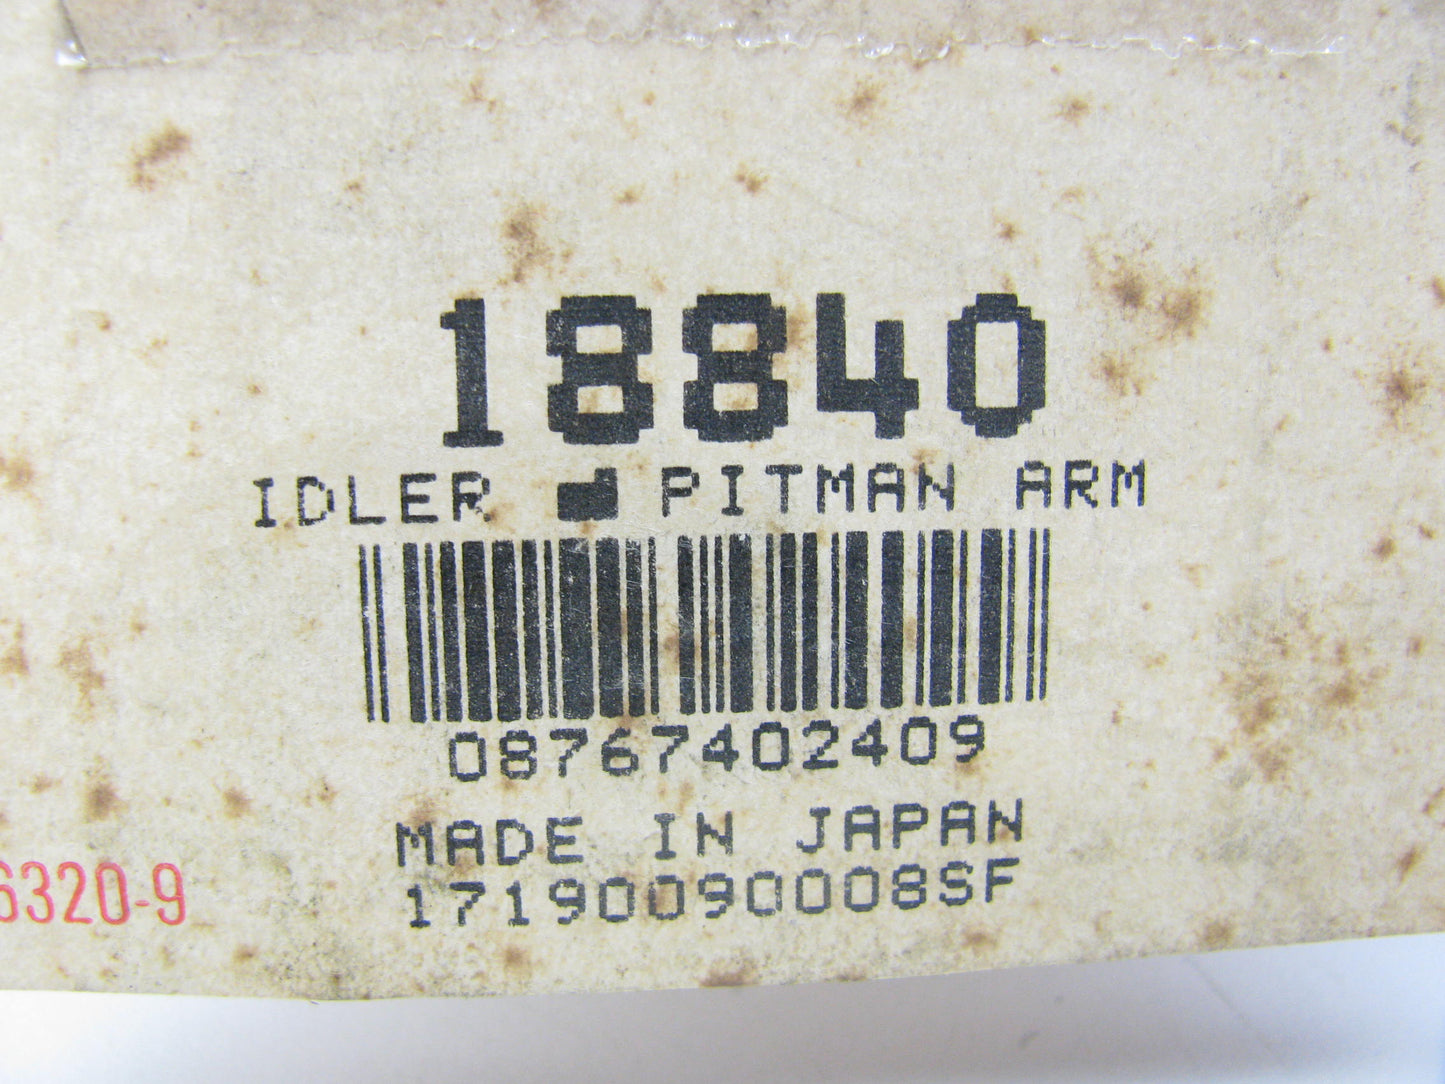 18840
IDLER PITMAN ARM
08767402409
MADE IN JAPAN
17190090008SF
6320-9